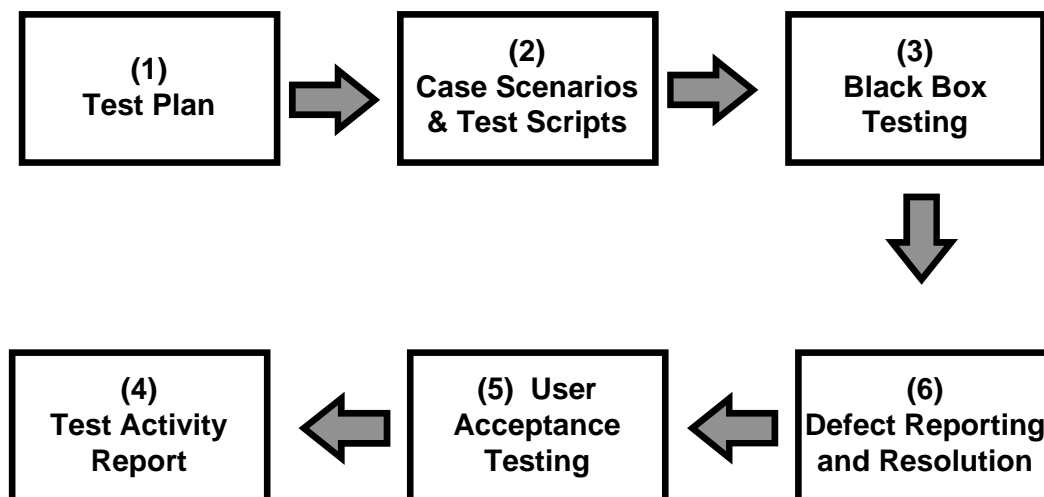 (1)
Test Plan
(2)
Case Scenarios
& Test Scripts
(3)
Black Box
Testing
(4)
Test Activity
Report
(5) User
Acceptance
Testing
(6)
Defect Reporting
and Resolution